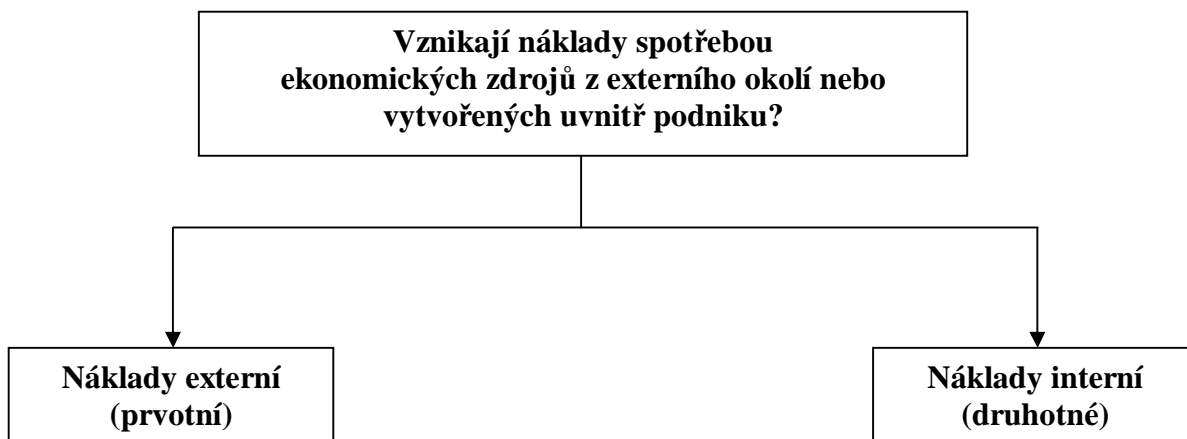 Vznikají náklady spotřebou
ekonomických zdrojů z externího okolí nebo
vytvořených uvnitř podniku?
Náklady externí
(prvotní)
Náklady interní
(druhotné)